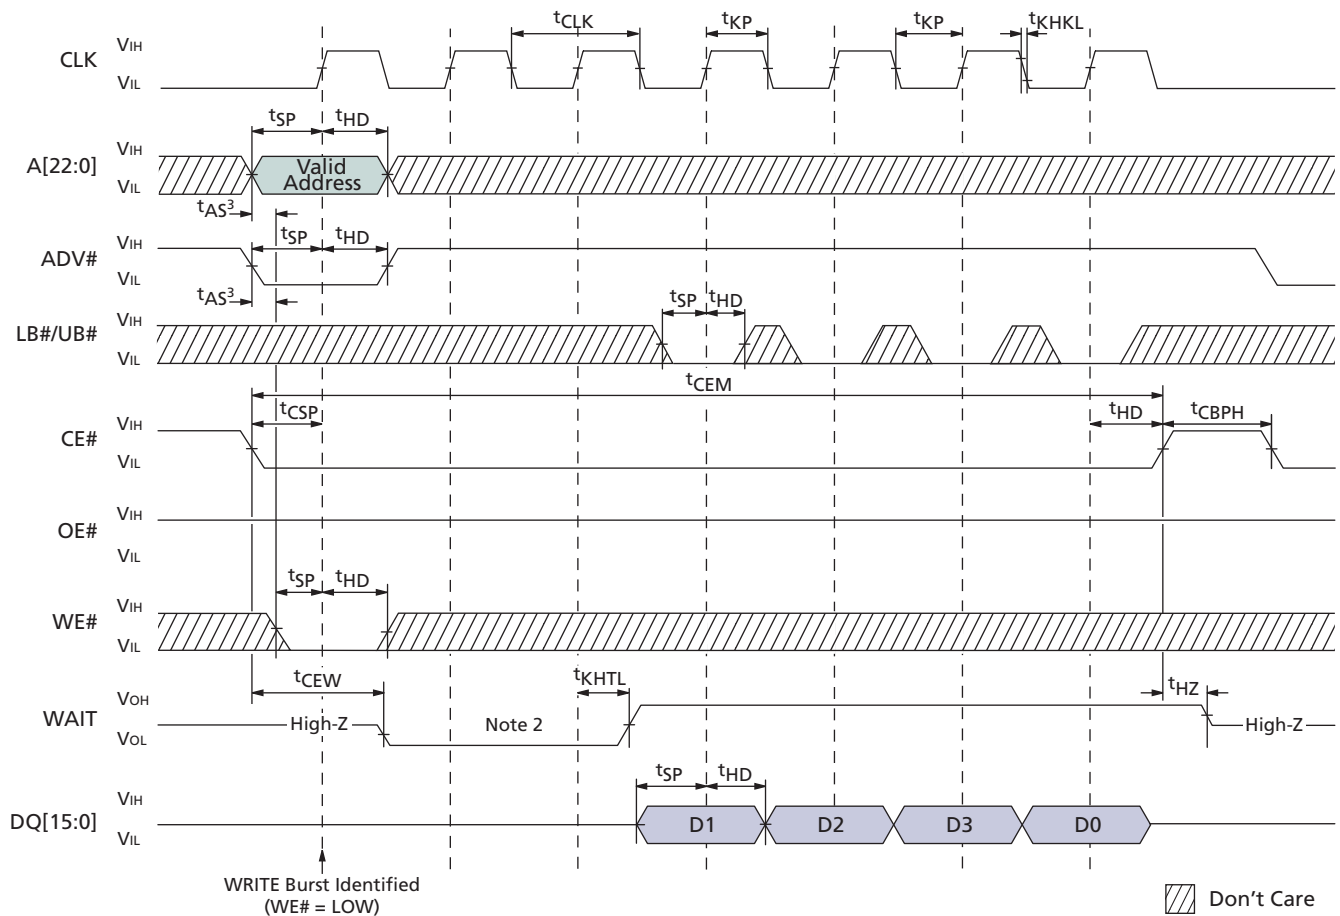 tCLK tKP tKP tKHKL
CLK VIH
VIL
tSP tHD
A[22:0] VIH
VIL
Valid
Address
tAS3
tSP tHD
ADV# VIH
VIL
tAS3
tSP tHD
LB#/UB# VIH
VIL
tCEM
tCSP tHD tCBPH
CE# VIH
VIL
OE# VIH
VIL
tSP tHD
WE# VIH
VIL
tCEW tKHTL tHZ
WAIT VOH
VOL
High-Z Note 2 High-Z
tSP tHD
DQ[15:0] VIH
VIL
D1 D2 D3 D0
WRITE Burst Identified
(WE# = LOW)
Don't Care